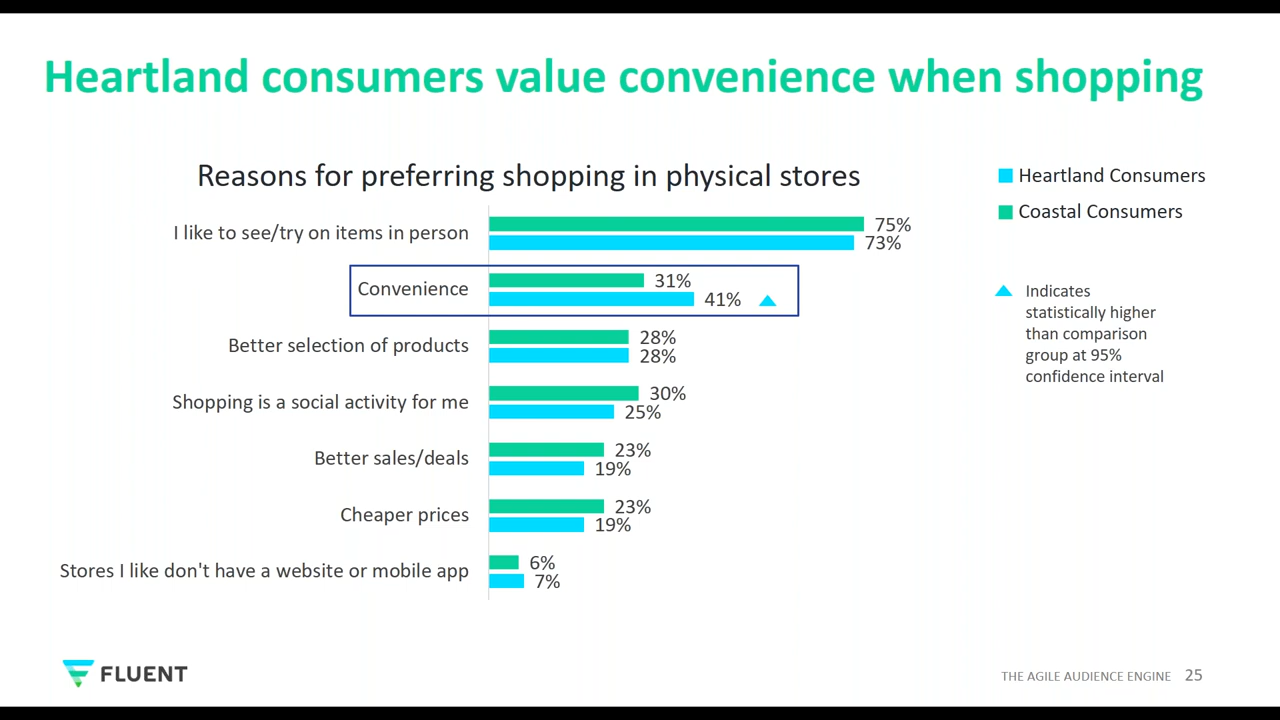 Heartland consumers value convenience when shopping
Reasons for preferring shopping in physical stores
Heartland Consumers
Coastal Consumers
I like to see/try on items in person
75%
73%
Convenience
31%
41%
Indicates
statistically higher
than comparison
group at 95%
confidence interval
Better selection of products
28%
28%
Shopping is a social activity for me
30%
25%
Better sales/deals
23%
19%
Cheaper prices
23%
19%
Stores I like don't have a website or mobile app
6%
7%
FLUENT
THE AGILE AUDIENCE ENGINE 25